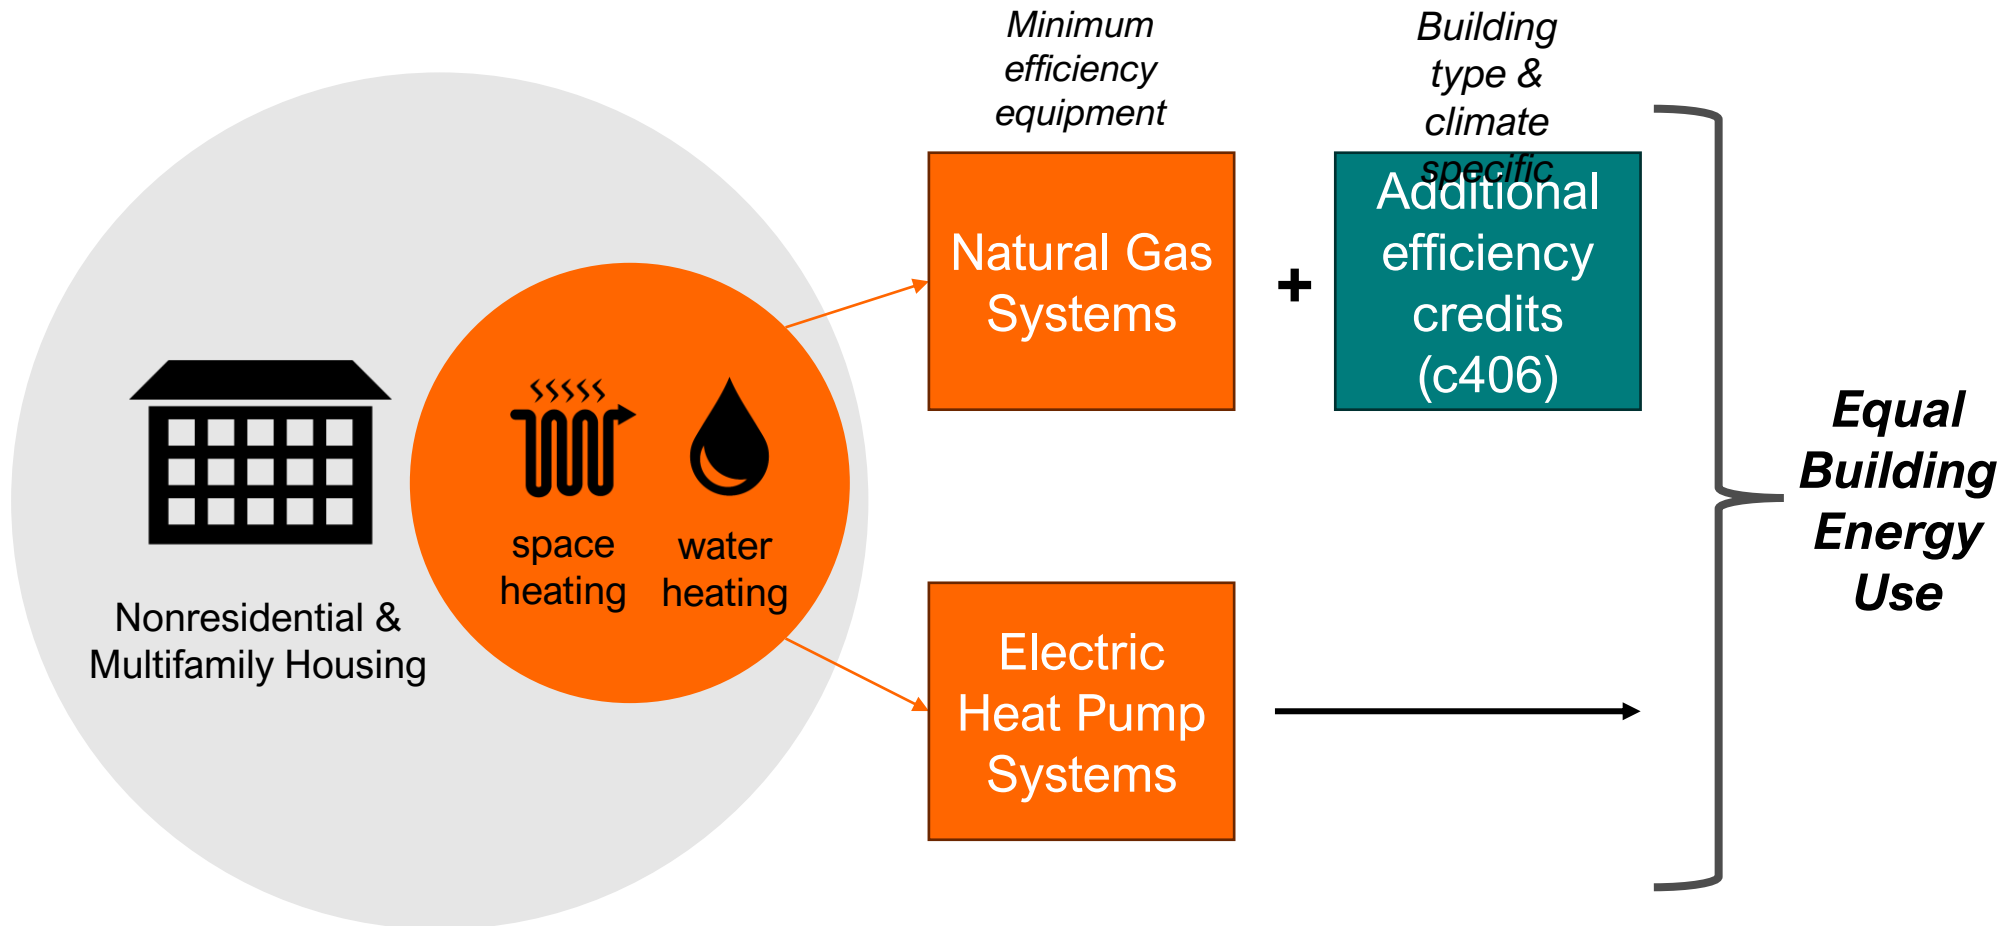 Minimum
efficiency
equipment
Building
type &
climate
specific
Natural Gas
Systems
+
Additional
efficiency
credits
(c406)
space
heating
water
heating
Nonresidential &
Multifamily Housing
Electric
Heat Pump
Systems
Equal
Building
Energy
Use